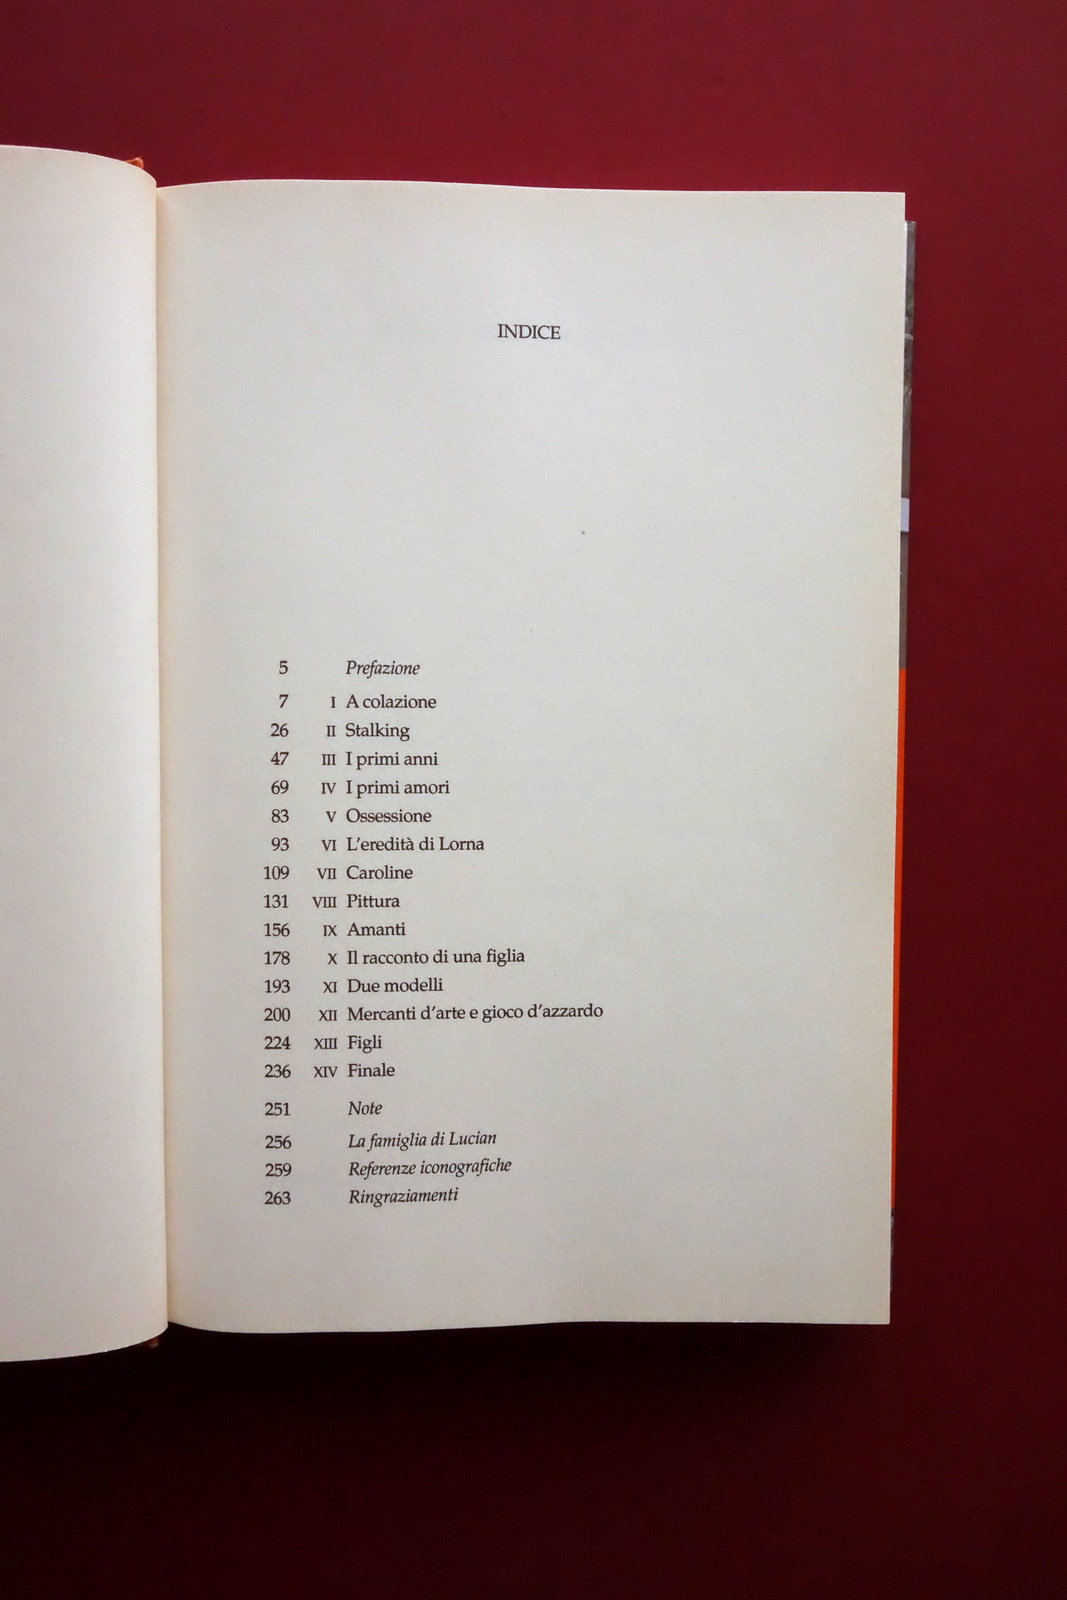 INDICE
5 Prefazione
7 I A colazione
26 II Stalking
47 III I primi anni
69 IV I primi amori
83 V Ossessione
93 VI L'eredità di Lorna
109 VII Caroline
131 VIII Pittura
156 IX Amanti
178 X Il racconto di una figlia
193 XI Due modelli
200 XII Mercanti d'arte e gioco d'azzardo
224 XIII Figli
236 XIV Finale
251 Note
256 La famiglia di Lucian
259 Referenze iconografiche
263 Ringraziamenti